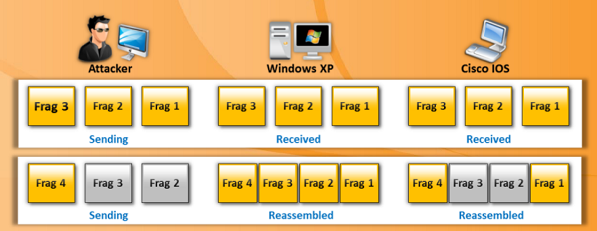 Attacker Windows XP Cisco IOS
Frag 3 Frag 2 Frag 1 Frag 3 Frag 2 Frag 1 Frag 3 Frag 2 Frag 1
Sending Received Received
Frag 4 Frag 3 Frag 2 Frag 4 Frag 3 Frag 2 Frag 1 Frag 4 Frag 3 Frag 2 Frag 1
Sending Reassembled Reassembled